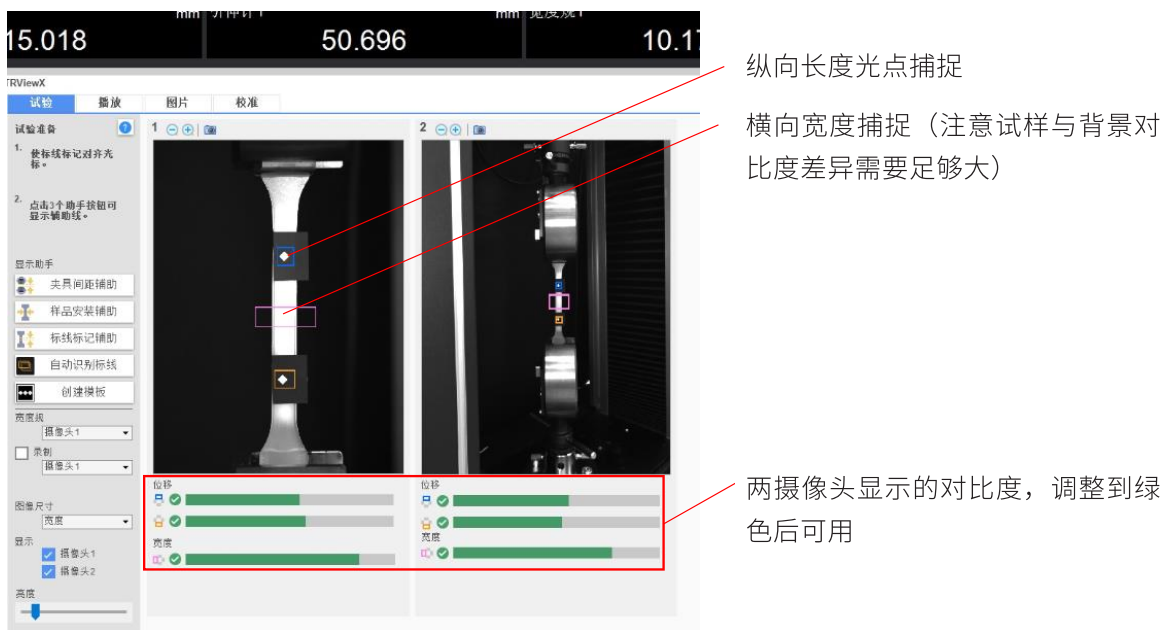 mm
mm
15.018
50.696
TRViewX
试验
播放
图片
校准
试验准备
1
2
1. 使标线标记对齐光
标。
2. 点击3个助手按钮可
显示辅助线。
显示助手
夹具间距辅助
样品安装辅助
标线标记辅助
自动识别标线
创建模板
宽度规
摄像头1
录制
摄像头1
图像尺寸
宽度
显示
摄像头1
摄像头2
亮度
位移
宽度
位移
宽度
纵向长度光点捕捉
横向宽度捕捉（注意试样与背景对
比度差异需要足够大）
两摄像头显示的对比度，调整到绿
色后可用